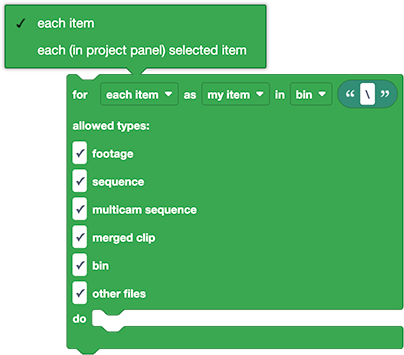 ✓ each item
each (in project panel) selected item
for each item ▼ as my item ▼ in bin ▼ “ \ ”
allowed types:
✓ footage
✓ sequence
✓ multicam sequence
✓ merged clip
✓ bin
✓ other files
do